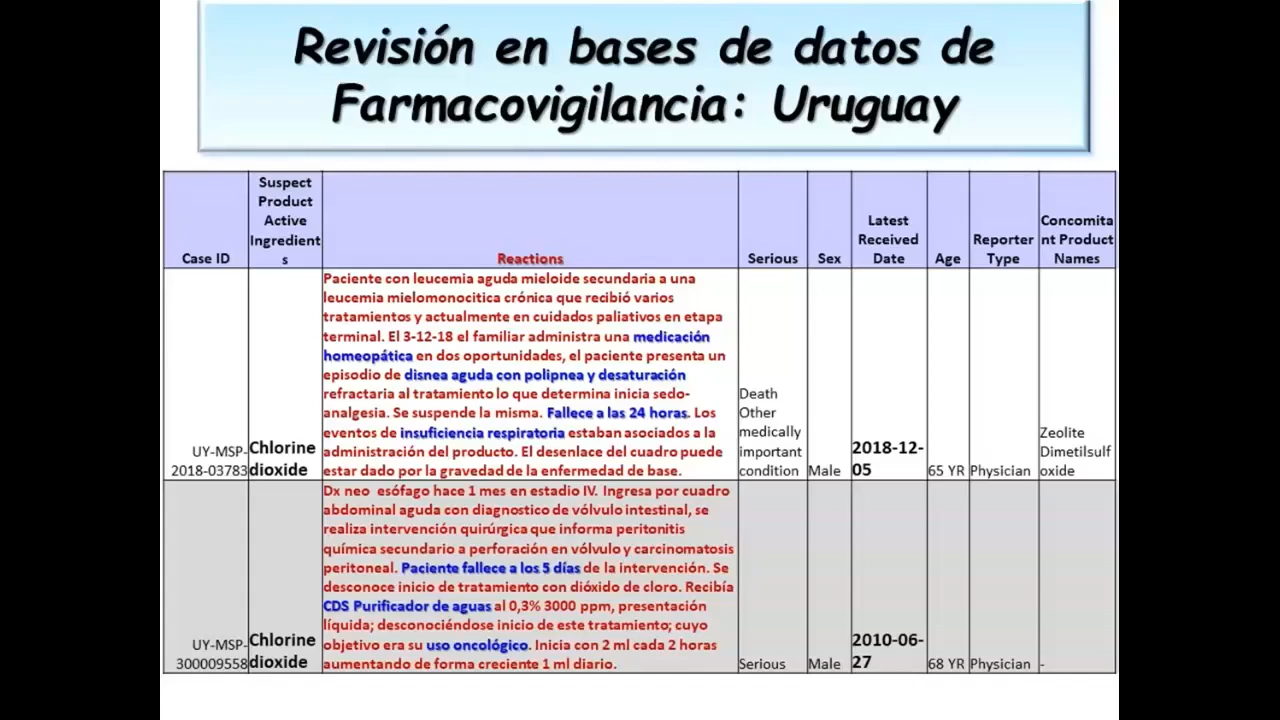 Revisión en bases de datos de
Farmacovigilancia: Uruguay
Case ID
Suspect
Product
Active
Ingredient
s
Reactions
Serious
Sex
Latest
Received
Date
Age
Reporter
Type
Concomita
nt Product
Names
UY-MSP-
2018-03783
Chlorine
dioxide
Paciente con leucemia aguda mieloide secundaria a una
leucemia mielomonocitica crónica que recibió varios
tratamientos y actualmente en cuidados paliativos en etapa
terminal. El 3-12-18 el familiar administra una medicación
homeopática en dos oportunidades, el paciente presenta un
episodio de disnea aguda con polipnea y desaturación
refractaria al tratamiento lo que determina inicia sedo-
analgesia. Se suspende la misma. Fallece a las 24 horas. Los
eventos de insuficiencia respiratoria estaban asociados a la
administración del producto. El desenlace del cuadro puede
estar dado por la gravedad de la enfermedad de base.
Death
Other
medically
important
condition
Male
2018-12-
05
65 YR
Physician
Zeolite
Dimetilsulf
oxide
UY-MSP-
300009558
Chlorine
dioxide
Dx neo esófago hace 1 mes en estadio IV. Ingresa por cuadro
abdominal aguda con diagnostico de vólvulo intestinal, se
realiza intervención quirúrgica que informa peritonitis
química secundario a perforación en vólvulo y carcinomatosis
peritoneal. Paciente fallece a los 5 días de la intervención. Se
desconoce inicio de tratamiento con dióxido de cloro. Recibía
CDS Purificador de aguas al 0,3% 3000 ppm, presentación
líquida; desconociéndose inicio de este tratamiento; cuyo
objetivo era su uso oncológico. Inicia con 2 ml cada 2 horas
aumentando de forma creciente 1 ml diario.
Serious
Male
2010-06-
27
68 YR
Physician
-